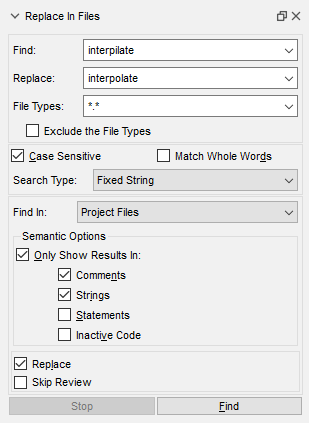 Replace In Files
Find: interpilate
Replace: interpolate
File Types: *.*
Exclude the File Types
Case Sensitive Match Whole Words
Search Type: Fixed String
Find In: Project Files
Semantic Options
Only Show Results In:
Comments
Strings
Statements
Inactive Code
Replace
Skip Review
Stop Find